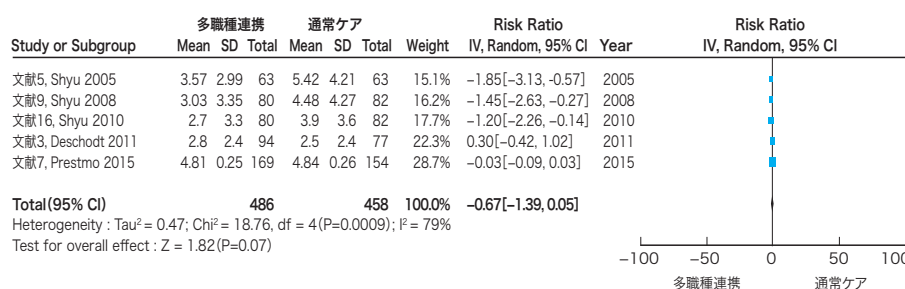 多職種連携 通常ケア Risk Ratio Risk Ratio
Study or Subgroup Mean SD Total Mean SD Total Weight IV, Random, 95% CI Year IV, Random, 95% CI
文献5, Shyu 2005 3.57 2.99 63 5.42 4.21 63 15.1% −1.85[−3.13, −0.57] 2005
文献9, Shyu 2008 3.03 3.35 80 4.48 4.27 82 16.2% −1.45[−2.63, −0.27] 2008
文献16, Shyu 2010 2.7 3.3 80 3.9 3.6 82 17.7% −1.20[−2.26, −0.14] 2010
文献3, Deschodt 2011 2.8 2.4 94 2.5 2.4 77 22.3% 0.30[−0.42, 1.02] 2011
文献7, Prestmo 2015 4.81 0.25 169 4.84 0.26 154 28.7% −0.03[−0.09, 0.03] 2015
Total(95% CI) 486 458 100.0% −0.67[−1.39, 0.05]
Heterogeneity : Tau² = 0.47; Chi² = 18.76, df = 4(P=0.0009); I² = 79%
Test for overall effect : Z = 1.82(P=0.07)
−100 −50 0 50 100
多職種連携 通常ケア